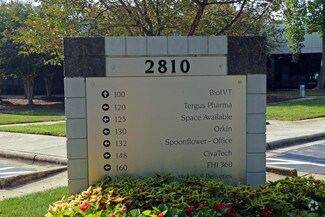 2810
100 BioIVT
120 Tergus Pharma
125 Space Available
130 Orkin
132 Spoonflower - Office
148 CivaTech
160 FHI 360